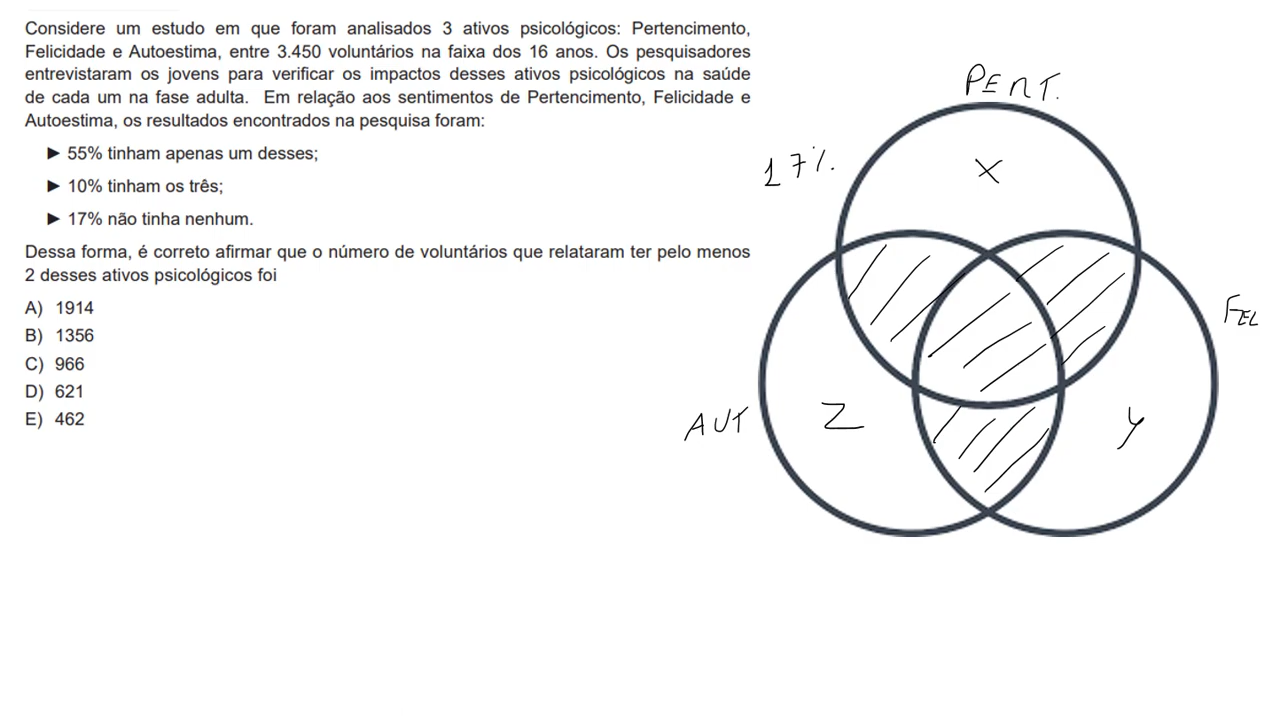 Considere um estudo em que foram analisados 3 ativos psicológicos: Pertencimento,
Felicidade e Autoestima, entre 3.450 voluntários na faixa dos 16 anos. Os pesquisadores
entrevistaram os jovens para verificar os impactos desses ativos psicológicos na saúde
de cada um na fase adulta. Em relação aos sentimentos de Pertencimento, Felicidade e
Autoestima, os resultados encontrados na pesquisa foram:
► 55% tinham apenas um desses;
► 10% tinham os três;
► 17% não tinha nenhum.
Dessa forma, é correto afirmar que o número de voluntários que relataram ter pelo menos
2 desses ativos psicológicos foi
A) 1914
B) 1356
C) 966
D) 621
E) 462
PERT.
17%.
X
FEL
AUT
Z
y